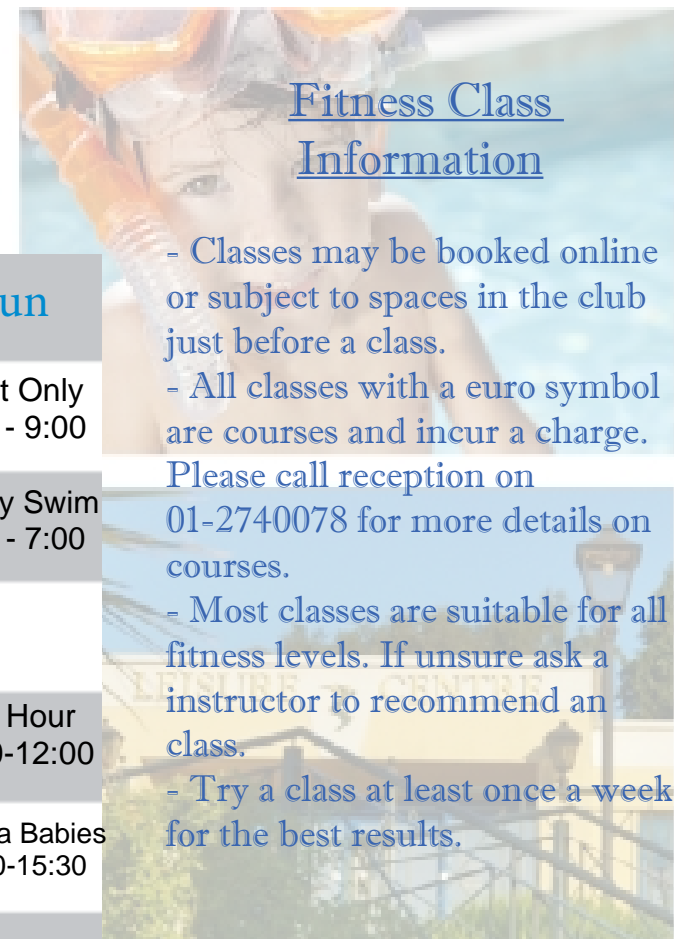 un
t Only
- 9:00
y Swim
- 7:00
Hour
0-12:00
a Babies
0-15:30
Fitness Class
Information
- Classes may be booked online
or subject to spaces in the club
just before a class.
- All classes with a euro symbol
are courses and incur a charge.
Please call reception on
01-2740078 for more details on
courses.
- Most classes are suitable for all
fitness levels. If unsure ask a
instructor to recommend an
class.
- Try a class at least once a week
for the best results.
LEISURE CENTRE